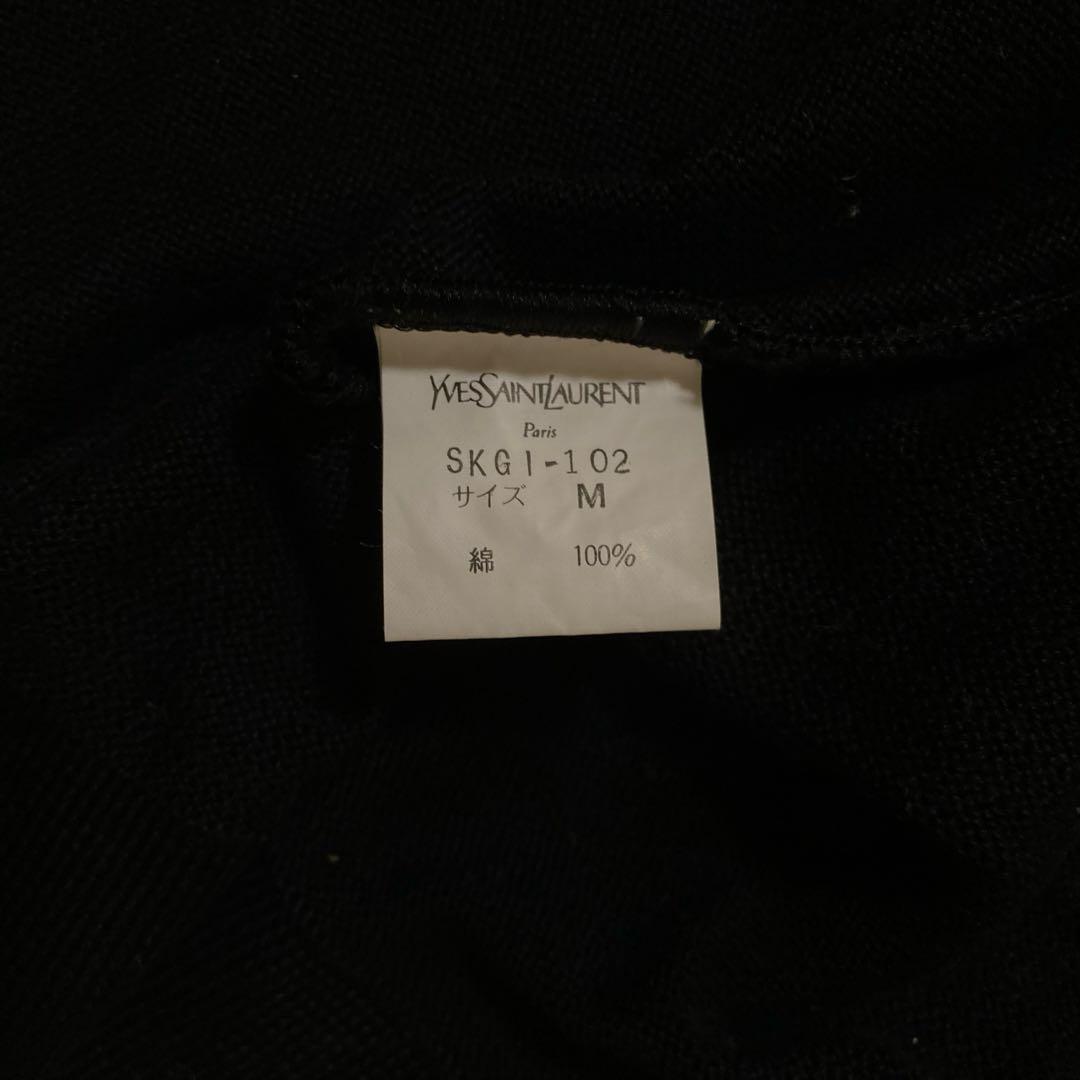 YVESSAINTLAURENT
Paris
SKG1-102
サイズ M
綿 100%